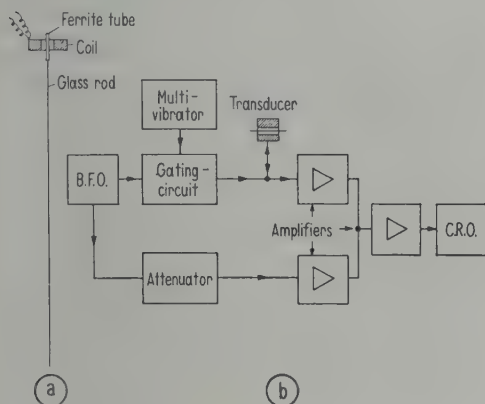 Ferrite tube
Coil
Glass rod
Multi-
vibrator
Transducer
B.F.O.
Gating-
circuit
Amplifiers
C.R.O.
Attenuator
a
b